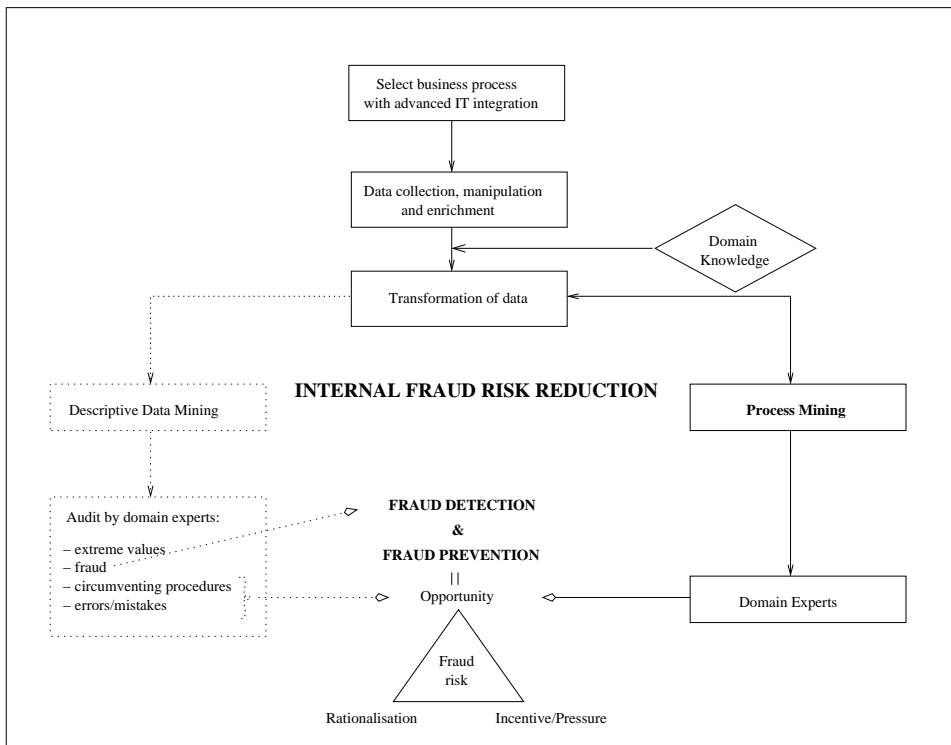 Select business process
with advanced IT integration
Data collection, manipulation
and enrichment
Domain
Knowledge
Transformation of data
INTERNAL FRAUD RISK REDUCTION
Descriptive Data Mining
Process Mining
Audit by domain experts:
– extreme values
– fraud
– circumventing procedures
– errors/mistakes
FRAUD DETECTION
&
FRAUD PREVENTION
Opportunity
Domain Experts
Fraud
risk
Rationalisation
Incentive/Pressure